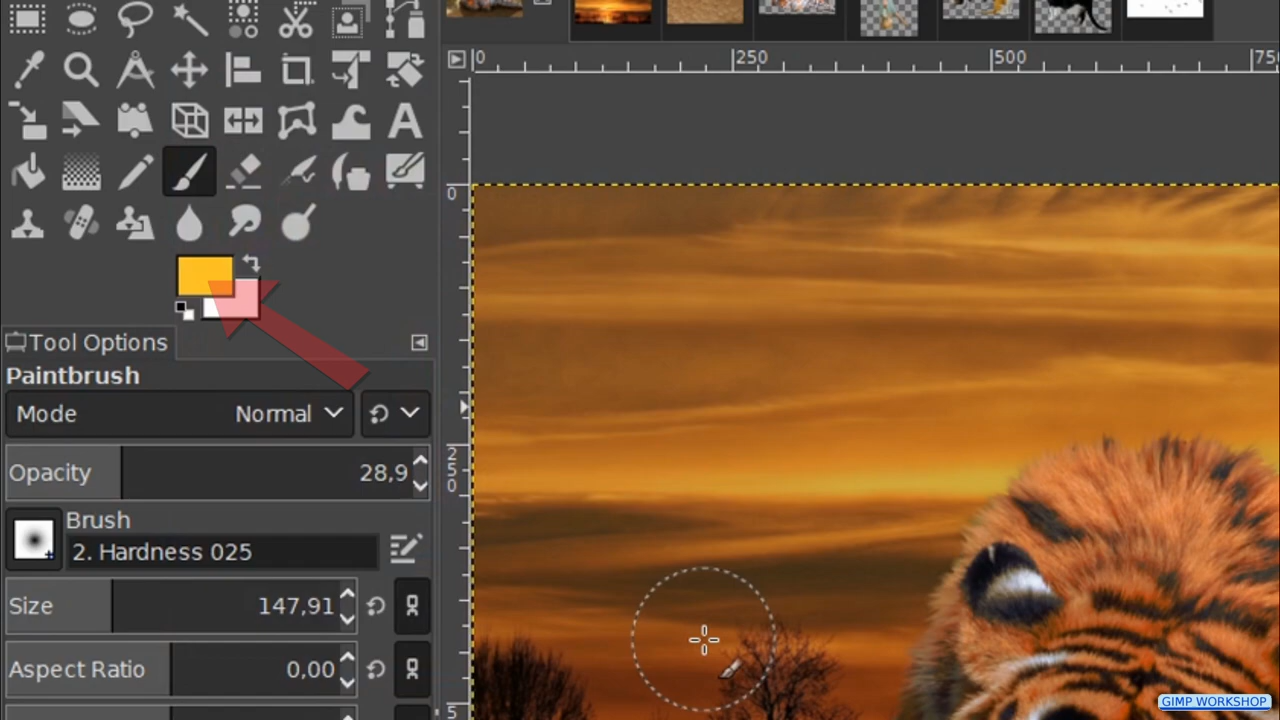 0
250
500
750
0
250
5
Tool Options
Paintbrush
Mode Normal
Opacity 28,9
Brush
2. Hardness 025
Size 147,91
Aspect Ratio 0,00
GIMP WORKSHOP